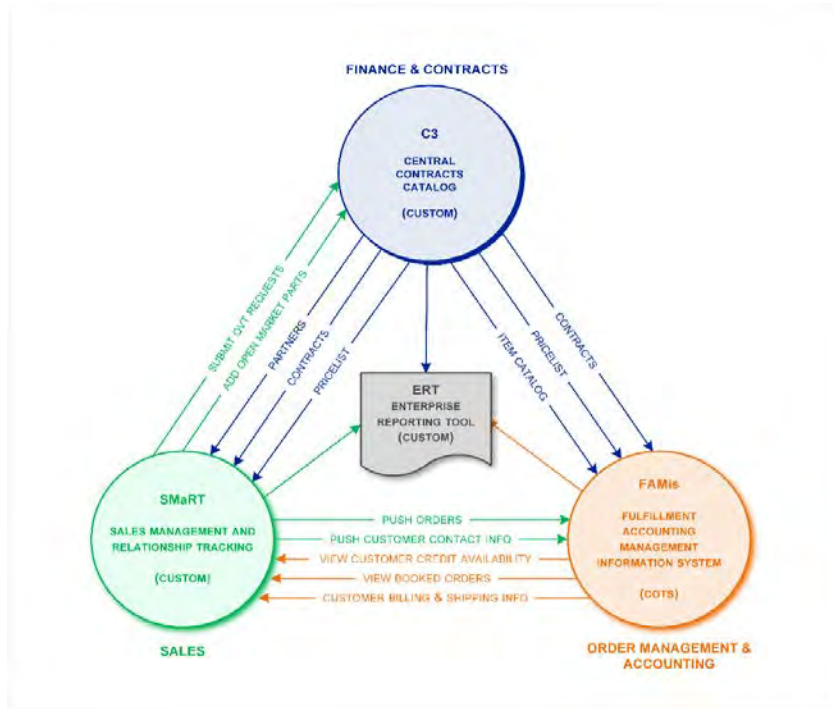 FINANCE & CONTRACTS
C3
CENTRAL
CONTRACTS
CATALOG
(CUSTOM)
SUBMIT QVT REQUESTS
ADD OPEN MARKET PARTS
PARTNERS
CONTRACTS
PRICELIST
ITEM CATALOG
PRICELIST
CONTRACTS
ERT
ENTERPRISE
REPORTING TOOL
(CUSTOM)
SMaRT
SALES MANAGEMENT AND
RELATIONSHIP TRACKING
(CUSTOM)
PUSH ORDERS
PUSH CUSTOMER CONTACT INFO
VIEW CUSTOMER CREDIT AVAILABILITY
VIEW BOOKED ORDERS
CUSTOMER BILLING & SHIPPING INFO
FAMis
FULFILLMENT
ACCOUNTING
MANAGEMENT
INFORMATION SYSTEM
(COTS)
SALES
ORDER MANAGEMENT &
ACCOUNTING